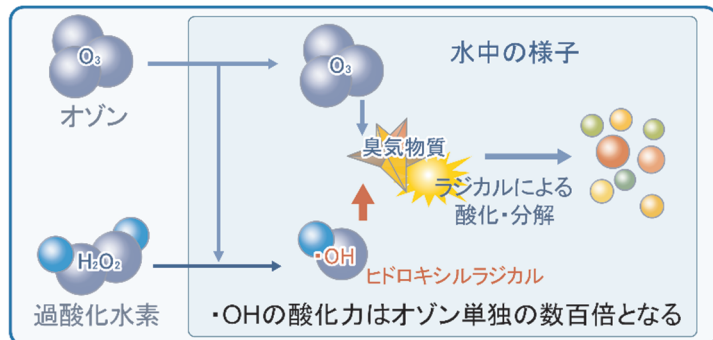 水中の様子
O₃
オゾン
O₃
臭気物質
ラジカルによる
酸化・分解
H₂O₂
過酸化水素
・OH
ヒドロキシルラジカル
・OHの酸化力はオゾン単独の数百倍となる